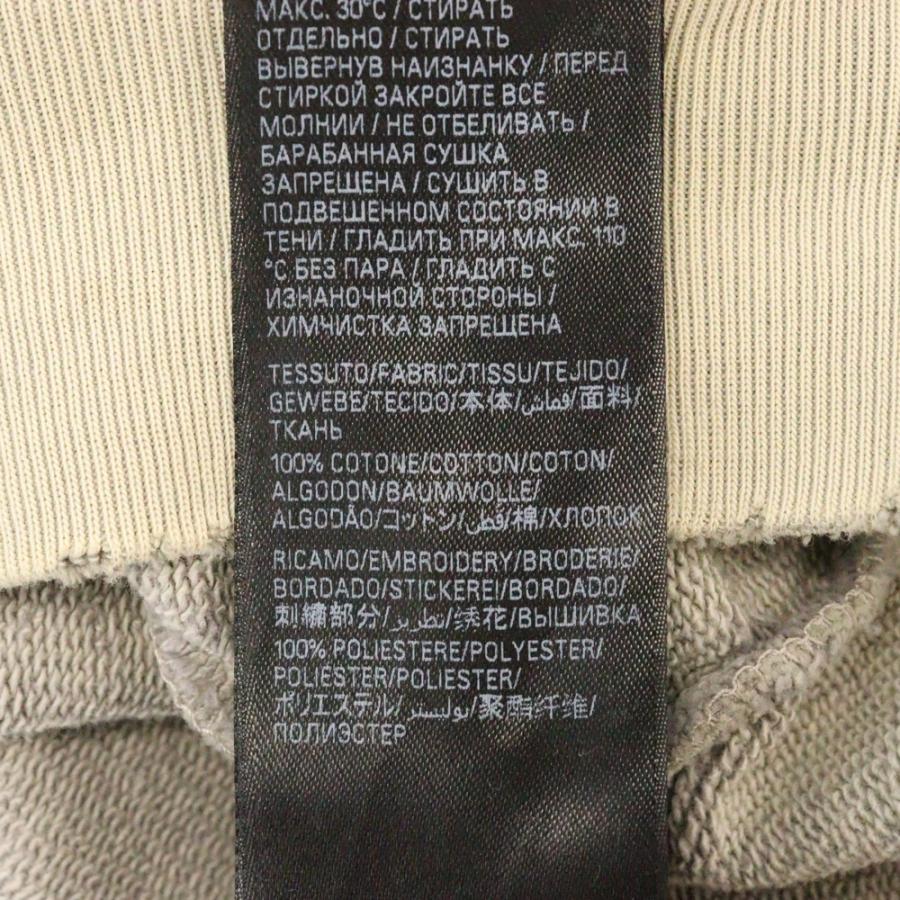 МАКС. 30°C / СТИРАТЬ
ОТДЕЛЬНО / СТИРАТЬ
ВЫВЕРНУВ НАИЗНАНКУ / ПЕРЕД
СТИРКОЙ ЗАКРОЙТЕ ВСЕ
МОЛНИИ / НЕ ОТБЕЛИВАТЬ /
БАРАБАННАЯ СУШКА
ЗАПРЕЩЕНА / СУШИТЬ В
ПОДВЕШЕННОМ СОСТОЯНИИ В
ТЕНИ / ГЛАДИТЬ ПРИ МАКС. 110
°C БЕЗ ПАРА / ГЛАДИТЬ С
ИЗНАНОЧНОЙ СТОРОНЫ /
ХИМЧИСТКА ЗАПРЕЩЕНА
TESSUTO/FABRIC/TISSU/TEJIDO/
GEWEBE/TECIDO/本体/قماش/面料/
ТКАНЬ
100% COTONE/COTTON/COTON/
ALGODON/BAUMWOLLE/
ALGODÃO/コットン/قطن/棉/ХЛОПОК
RICAMO/EMBROIDERY/BRODERIE/
BORDADO/STICKEREI/BORDADO/
刺繍部分/تطريز/绣花/ВЫШИВКА
100% POLIESTERE/POLYESTER/
POLIESTER/POLIESTER/
ポリエステル/بوليستر/聚酯纤维/
ПОЛИЭСТЕР